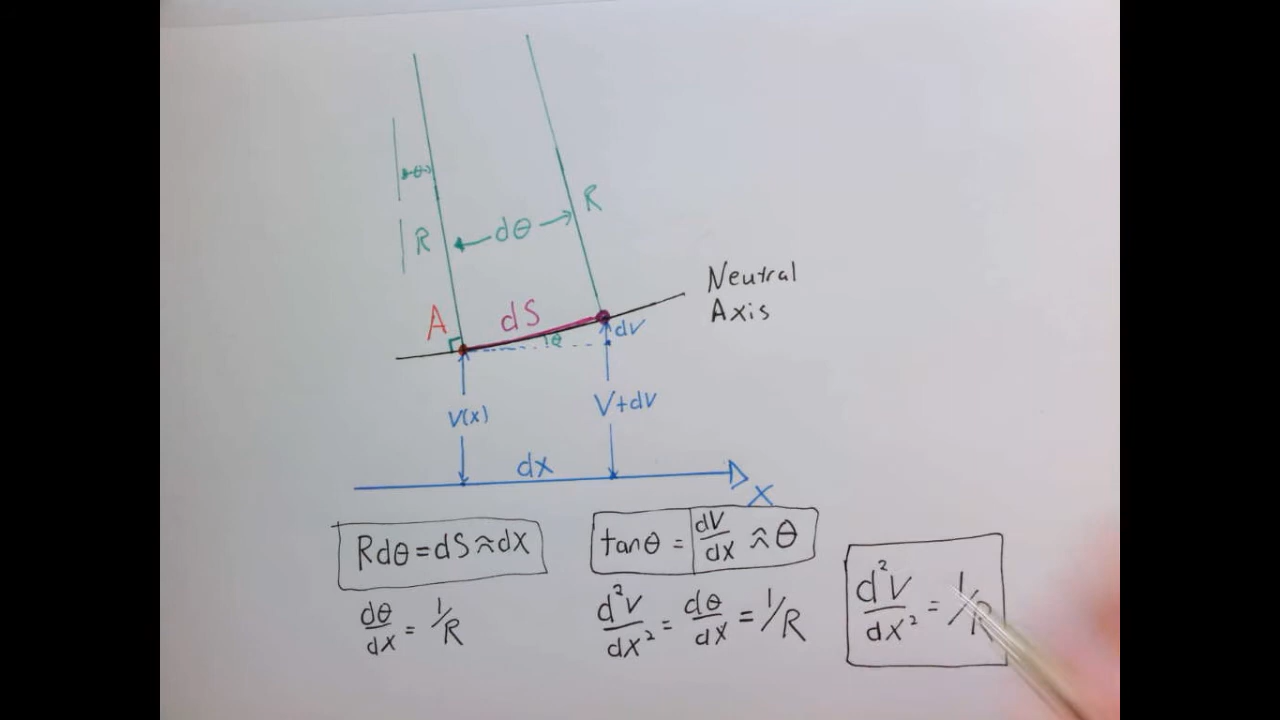 θ
R
R
dθ
Neutral
Axis
A
dS
θ
dV
V(x)
V+dV
dx
x
Rdθ = dS ≈ dx
tanθ = dV/dx ≈ θ
dθ/dx = 1/R
d²V/dx² = dθ/dx = 1/R
d²V/dx² = 1/R